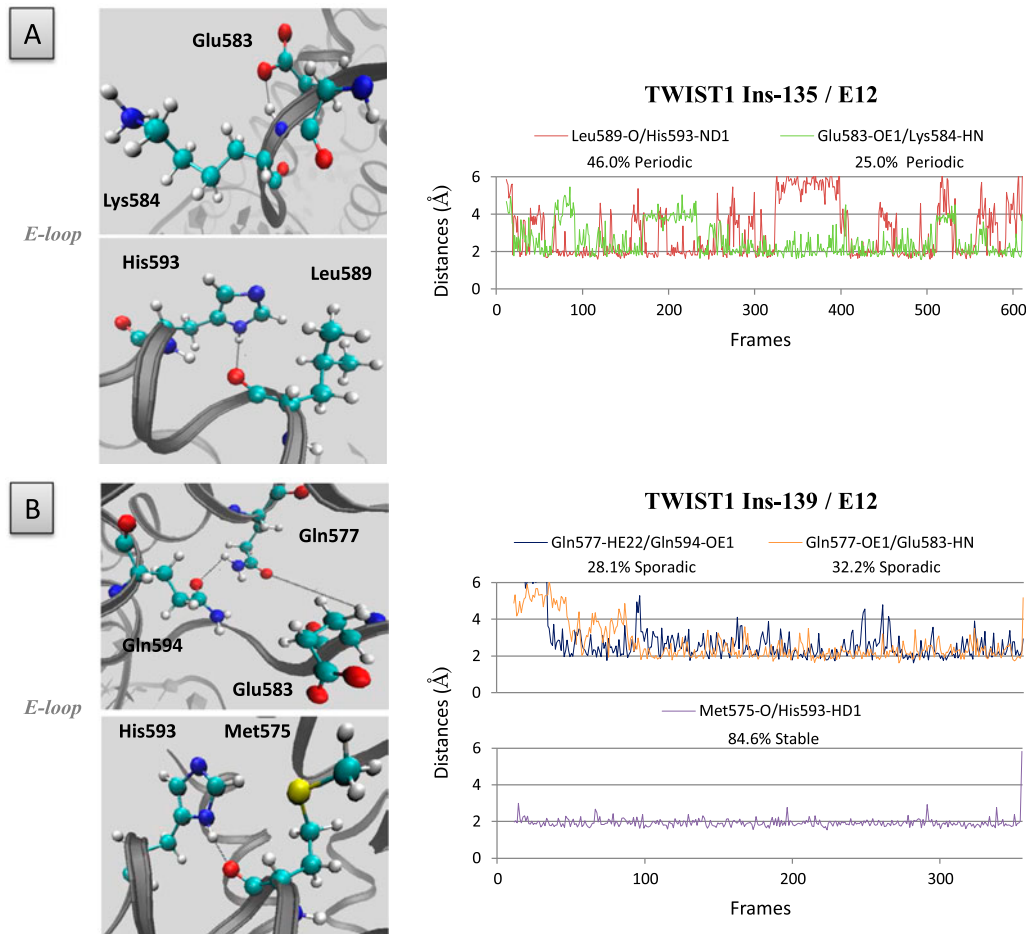 A
Glu583
Lys584
E-loop
His593
Leu589
TWIST1 Ins-135 / E12
Leu589-O/His593-ND1
Glu583-OE1/Lys584-HN
46.0% Periodic
25.0% Periodic
Distances (Å)
6
4
2
0
0
100
200
300
400
500
600
Frames
B
Gln577
Gln594
Glu583
E-loop
His593
Met575
TWIST1 Ins-139 / E12
Gln577-HE22/Gln594-OE1
Gln577-OE1/Glu583-HN
28.1% Sporadic
32.2% Sporadic
6
4
2
0
Distances (Å)
Met575-O/His593-HD1
84.6% Stable
6
4
2
0
0
100
200
300
Frames